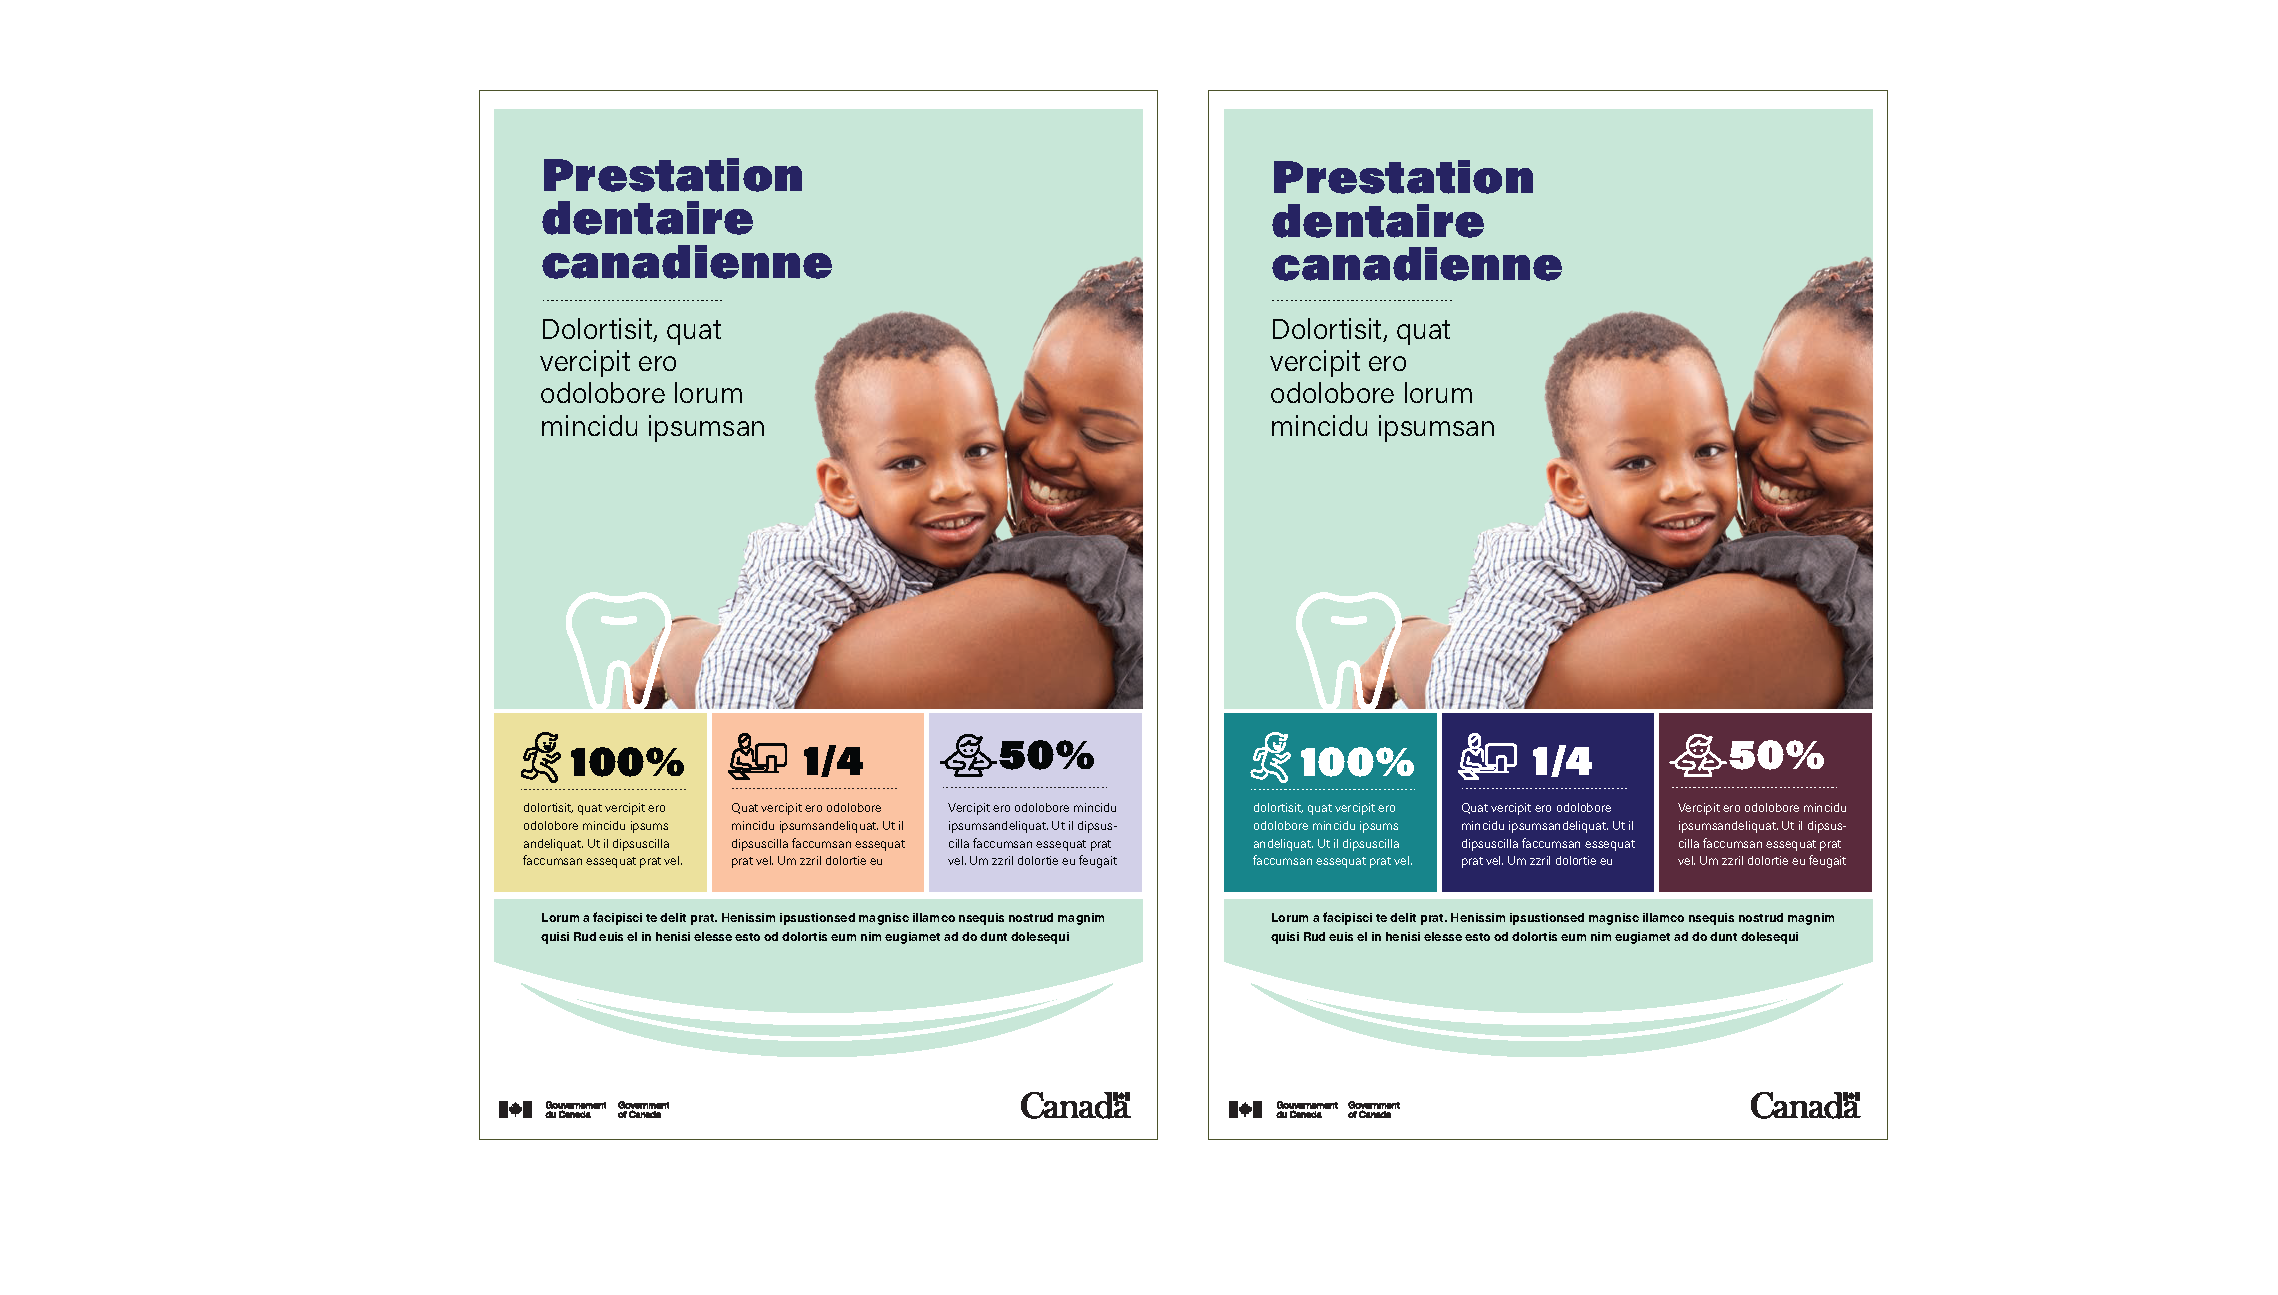 Prestation
dentaire
canadienne
Dolortisit, quat
vercipit ero
odolobore lorum
mincidu ipsumsan
100%
dolortisit, quat vercipit ero
odolobore mincidu ipsums
andeliquat. Ut il dipsuscilla
faccumsan essequat prat vel.
1/4
Quat vercipit ero odolobore
mincidu ipsumsandeliquat. Ut il
dipsuscilla faccumsan essequat
prat vel. Um zzril dolortie eu
50%
Vercipit ero odolobore mincidu
ipsumsandeliquat. Ut il dipsus-
cilla faccumsan essequat prat
vel. Um zzril dolortie eu feugait
Lorum a facipisci te delit prat. Henissim ipsustionsed magnisc illamco nsequis nostrud magnim
quisi Rud euis el in henisi elesse esto od dolortis eum nim eugiamet ad do dunt dolesequi
Gouvernement
du Canada
Government
of Canada
Canada
Prestation
dentaire
canadienne
Dolortisit, quat
vercipit ero
odolobore lorum
mincidu ipsumsan
100%
dolortisit, quat vercipit ero
odolobore mincidu ipsums
andeliquat. Ut il dipsuscilla
faccumsan essequat prat vel.
1/4
Quat vercipit ero odolobore
mincidu ipsumsandeliquat. Ut il
dipsuscilla faccumsan essequat
prat vel. Um zzril dolortie eu
50%
Vercipit ero odolobore mincidu
ipsumsandeliquat. Ut il dipsus-
cilla faccumsan essequat prat
vel. Um zzril dolortie eu feugait
Lorum a facipisci te delit prat. Henissim ipsustionsed magnisc illamco nsequis nostrud magnim
quisi Rud euis el in henisi elesse esto od dolortis eum nim eugiamet ad do dunt dolesequi
Gouvernement
du Canada
Government
of Canada
Canada